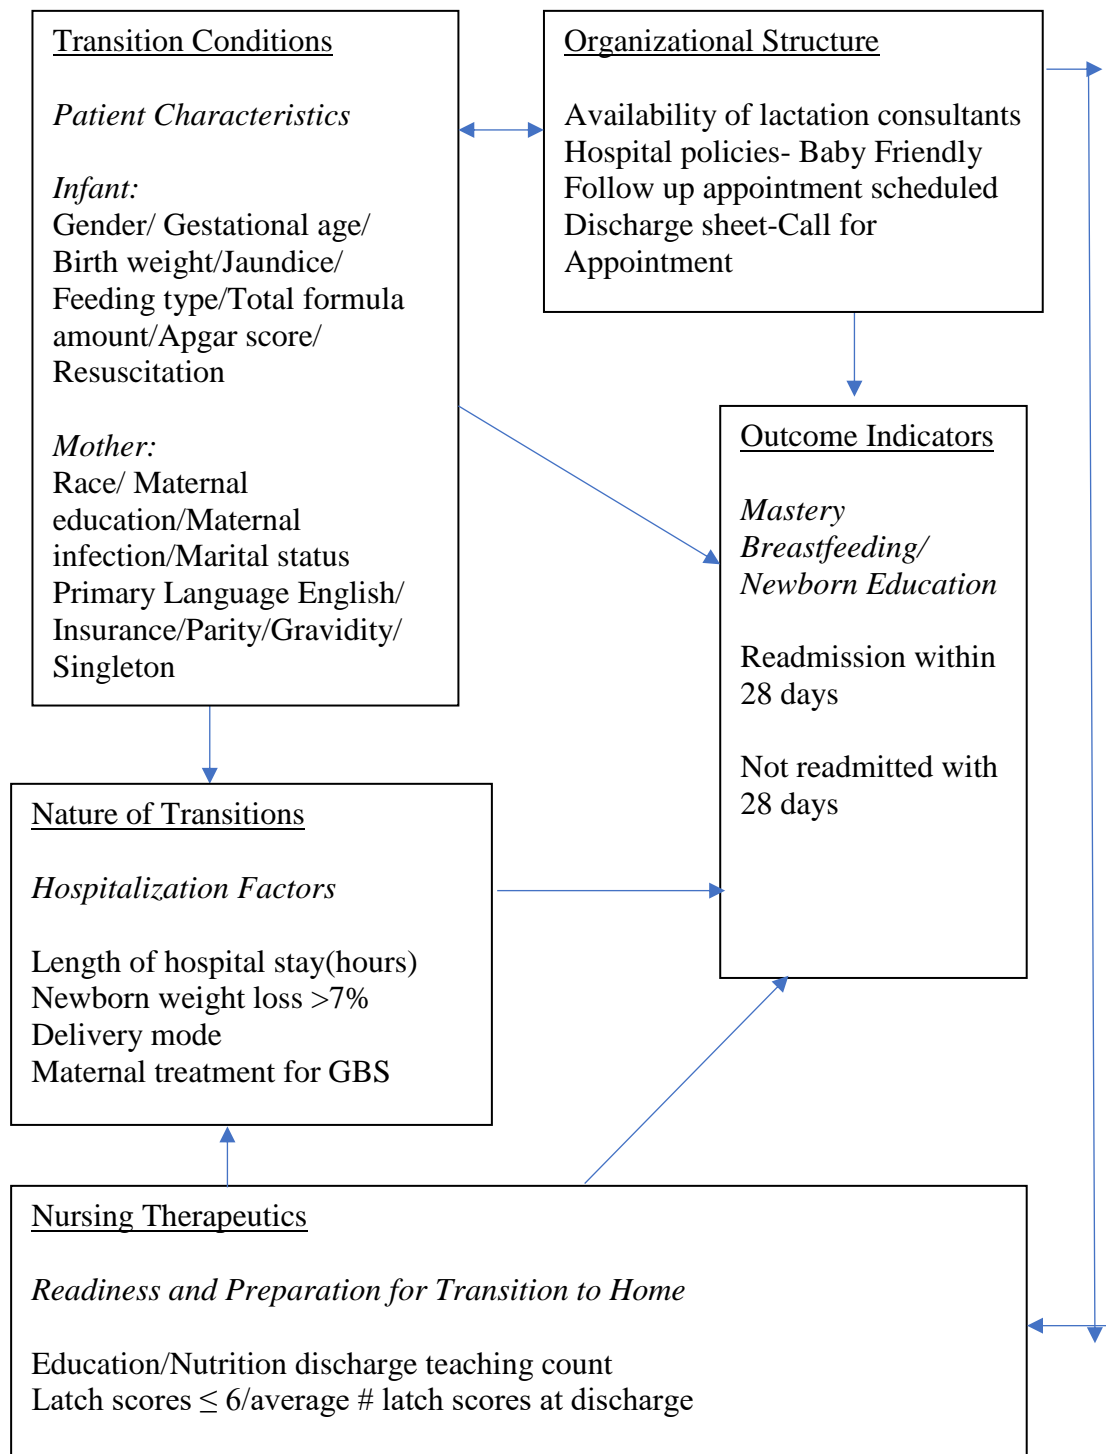 Transition Conditions
Patient Characteristics
Infant:
Gender/ Gestational age/
Birth weight/Jaundice/
Feeding type/Total formula
amount/Apgar score/
Resuscitation
Mother:
Race/ Maternal
education/Maternal
infection/Marital status
Primary Language English/
Insurance/Parity/Gravidity/
Singleton
Organizational Structure
Availability of lactation consultants
Hospital policies- Baby Friendly
Follow up appointment scheduled
Discharge sheet-Call for
Appointment
Outcome Indicators
Mastery
Breastfeeding/
Newborn Education
Readmission within
28 days
Not readmitted with
28 days
Nature of Transitions
Hospitalization Factors
Length of hospital stay(hours)
Newborn weight loss >7%
Delivery mode
Maternal treatment for GBS
Nursing Therapeutics
Readiness and Preparation for Transition to Home
Education/Nutrition discharge teaching count
Latch scores ≤ 6/average # latch scores at discharge